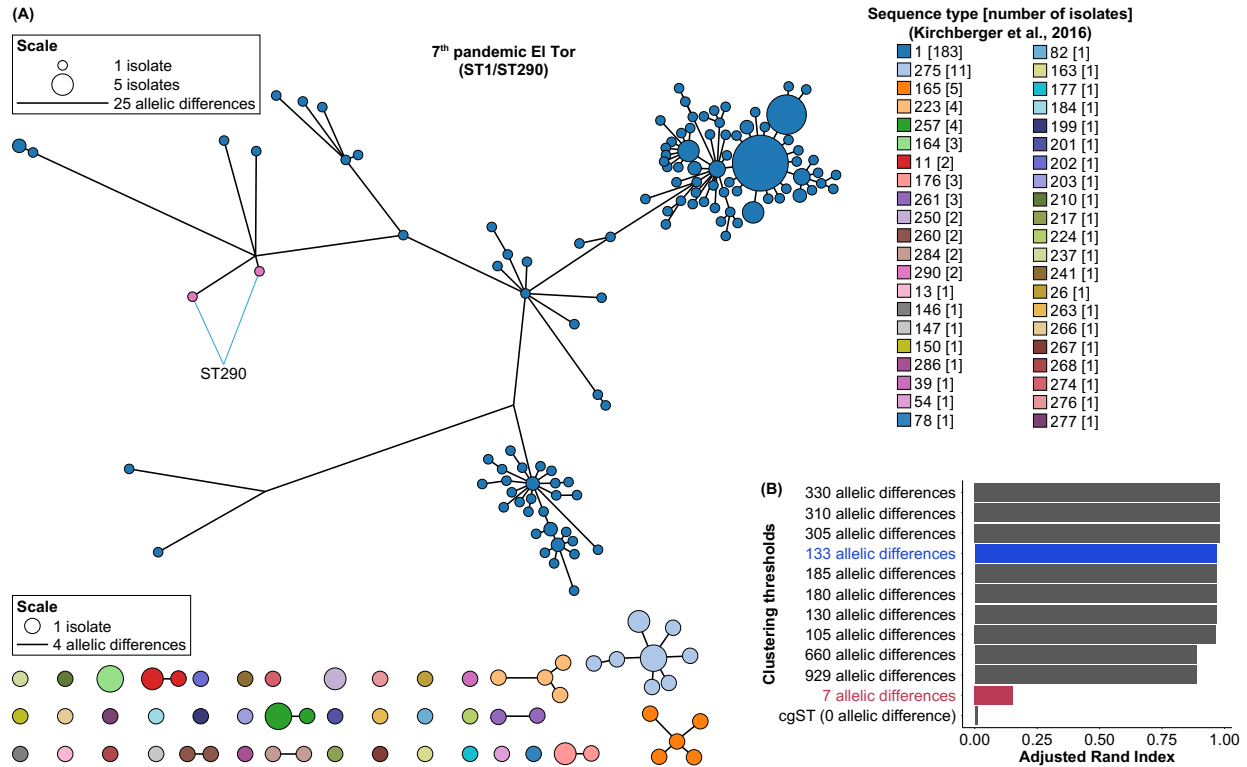 (A)
Scale
1 isolate
5 isolates
25 allelic differences
7th pandemic El Tor
(ST1/ST290)
ST290
Sequence type [number of isolates]
(Kirchberger et al., 2016)
1 [183]
275 [11]
165 [5]
223 [4]
257 [4]
164 [3]
11 [2]
176 [3]
261 [3]
250 [2]
260 [2]
284 [2]
290 [2]
13 [1]
146 [1]
147 [1]
150 [1]
286 [1]
39 [1]
54 [1]
78 [1]
82 [1]
163 [1]
177 [1]
184 [1]
199 [1]
201 [1]
202 [1]
203 [1]
210 [1]
217 [1]
224 [1]
237 [1]
241 [1]
26 [1]
263 [1]
266 [1]
267 [1]
268 [1]
274 [1]
276 [1]
277 [1]
Scale
1 isolate
4 allelic differences
(B)
Clustering thresholds
330 allelic differences
310 allelic differences
305 allelic differences
133 allelic differences
185 allelic differences
180 allelic differences
130 allelic differences
105 allelic differences
660 allelic differences
929 allelic differences
7 allelic differences
cgST (0 allelic difference)
0.00 0.25 0.50 0.75 1.00
Adjusted Rand Index